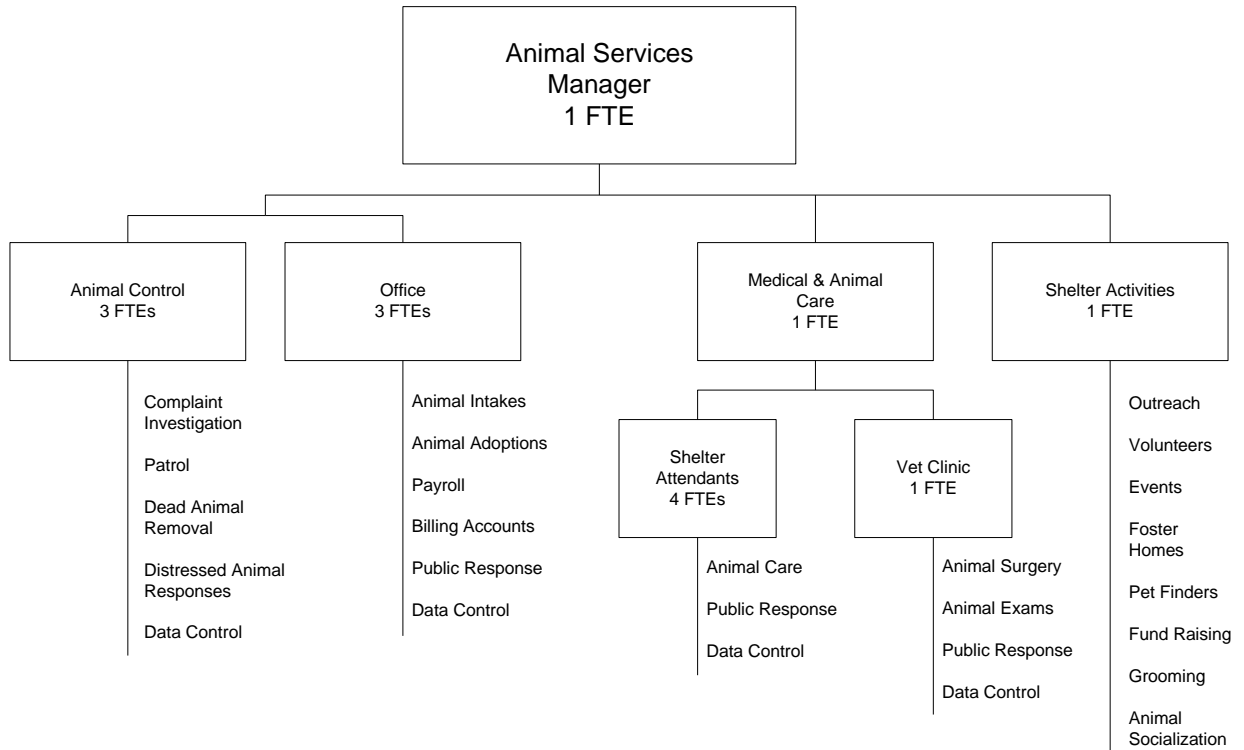 Animal Services
Manager
1 FTE
Animal Control
3 FTEs
Office
3 FTEs
Medical & Animal
Care
1 FTE
Shelter Activities
1 FTE
Complaint
Investigation
Patrol
Dead Animal
Removal
Distressed Animal
Responses
Data Control
Animal Intakes
Animal Adoptions
Payroll
Billing Accounts
Public Response
Data Control
Shelter
Attendants
4 FTEs
Animal Care
Public Response
Data Control
Vet Clinic
1 FTE
Animal Surgery
Animal Exams
Public Response
Data Control
Outreach
Volunteers
Events
Foster
Homes
Pet Finders
Fund Raising
Grooming
Animal
Socialization